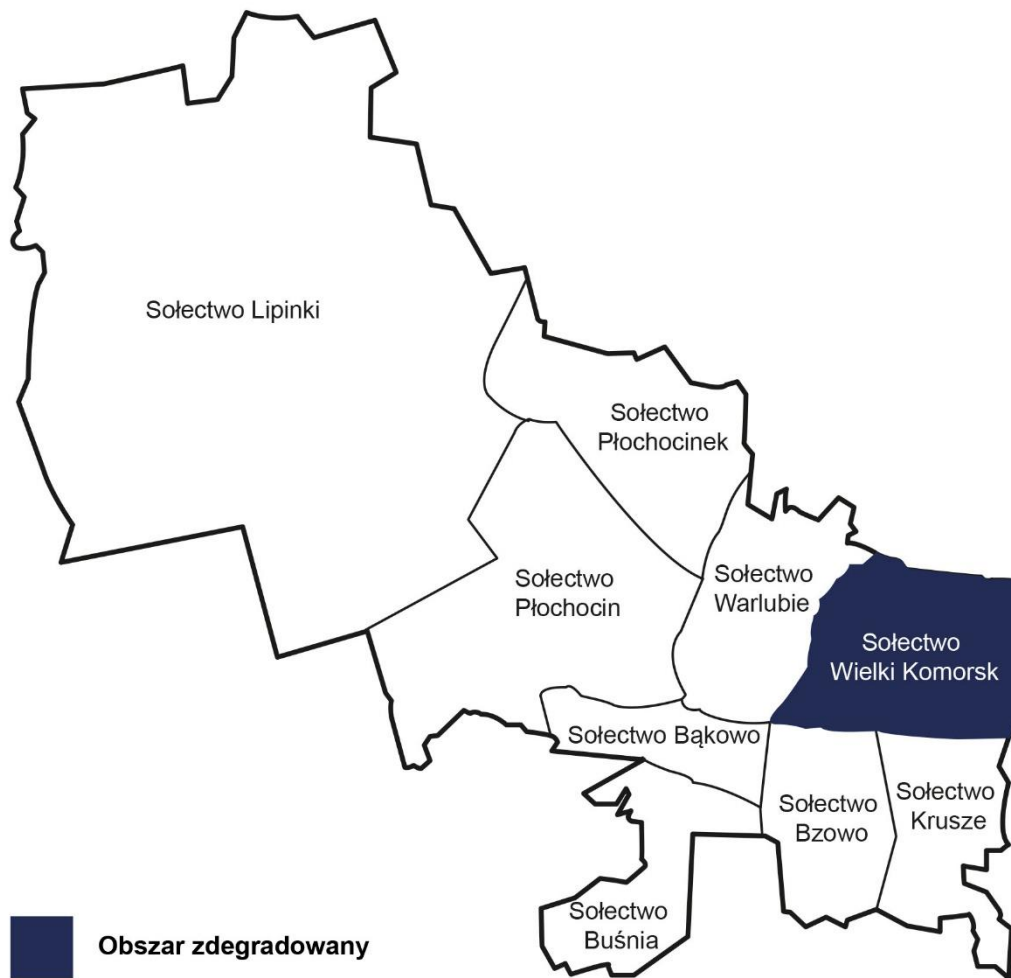 Sołectwo Lipinki
Sołectwo
Płochocinek
Sołectwo
Płochocin
Sołectwo
Warlubie
Sołectwo
Wielki Komorsk
Sołectwo Bąkowo
Sołectwo
Bzowo
Sołectwo
Krusze
Sołectwo
Buśnia
Obszar zdegradowany